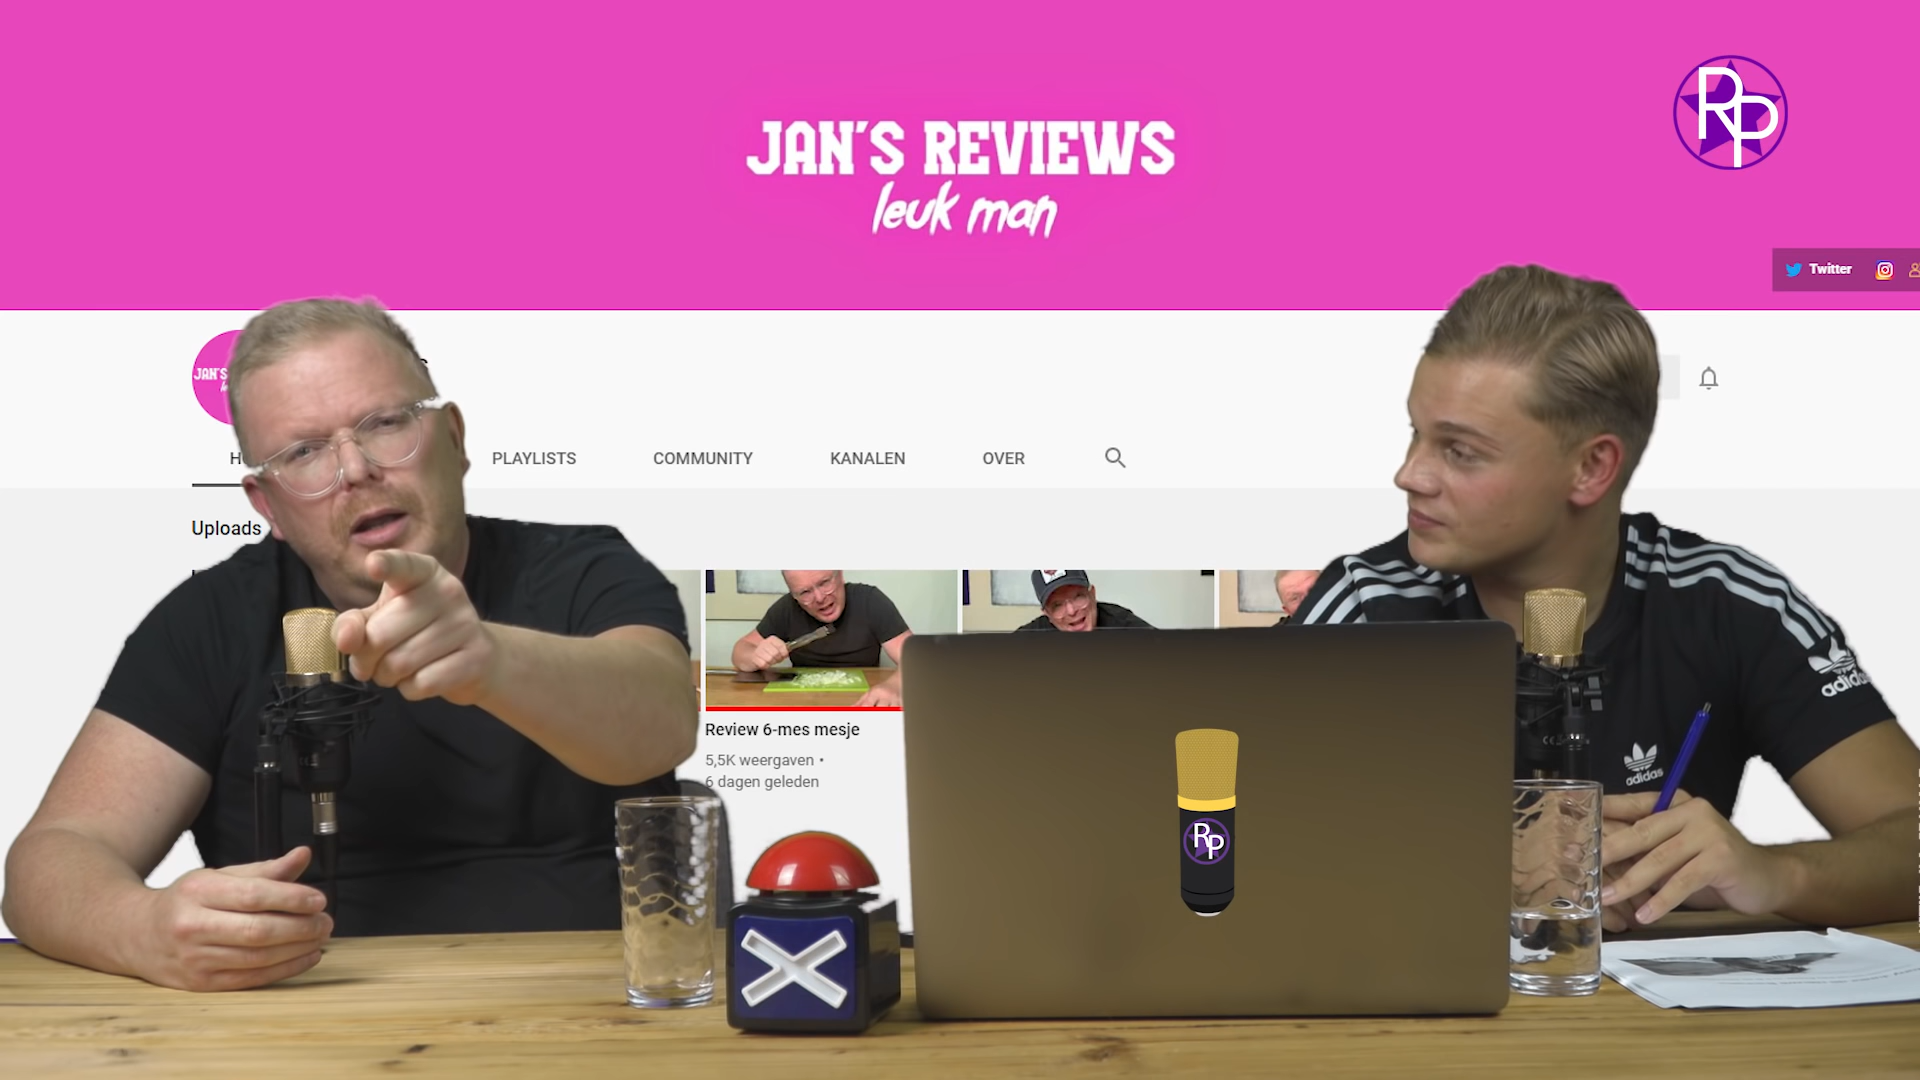 JAN'S REVIEWS
leuk man
RP
Twitter
JAN'S
PLAYLISTS
COMMUNITY
KANALEN
OVER
Uploads
Review 6-mes mesje
5,5K weergaven •
6 dagen geleden
RP
adidas
adidas